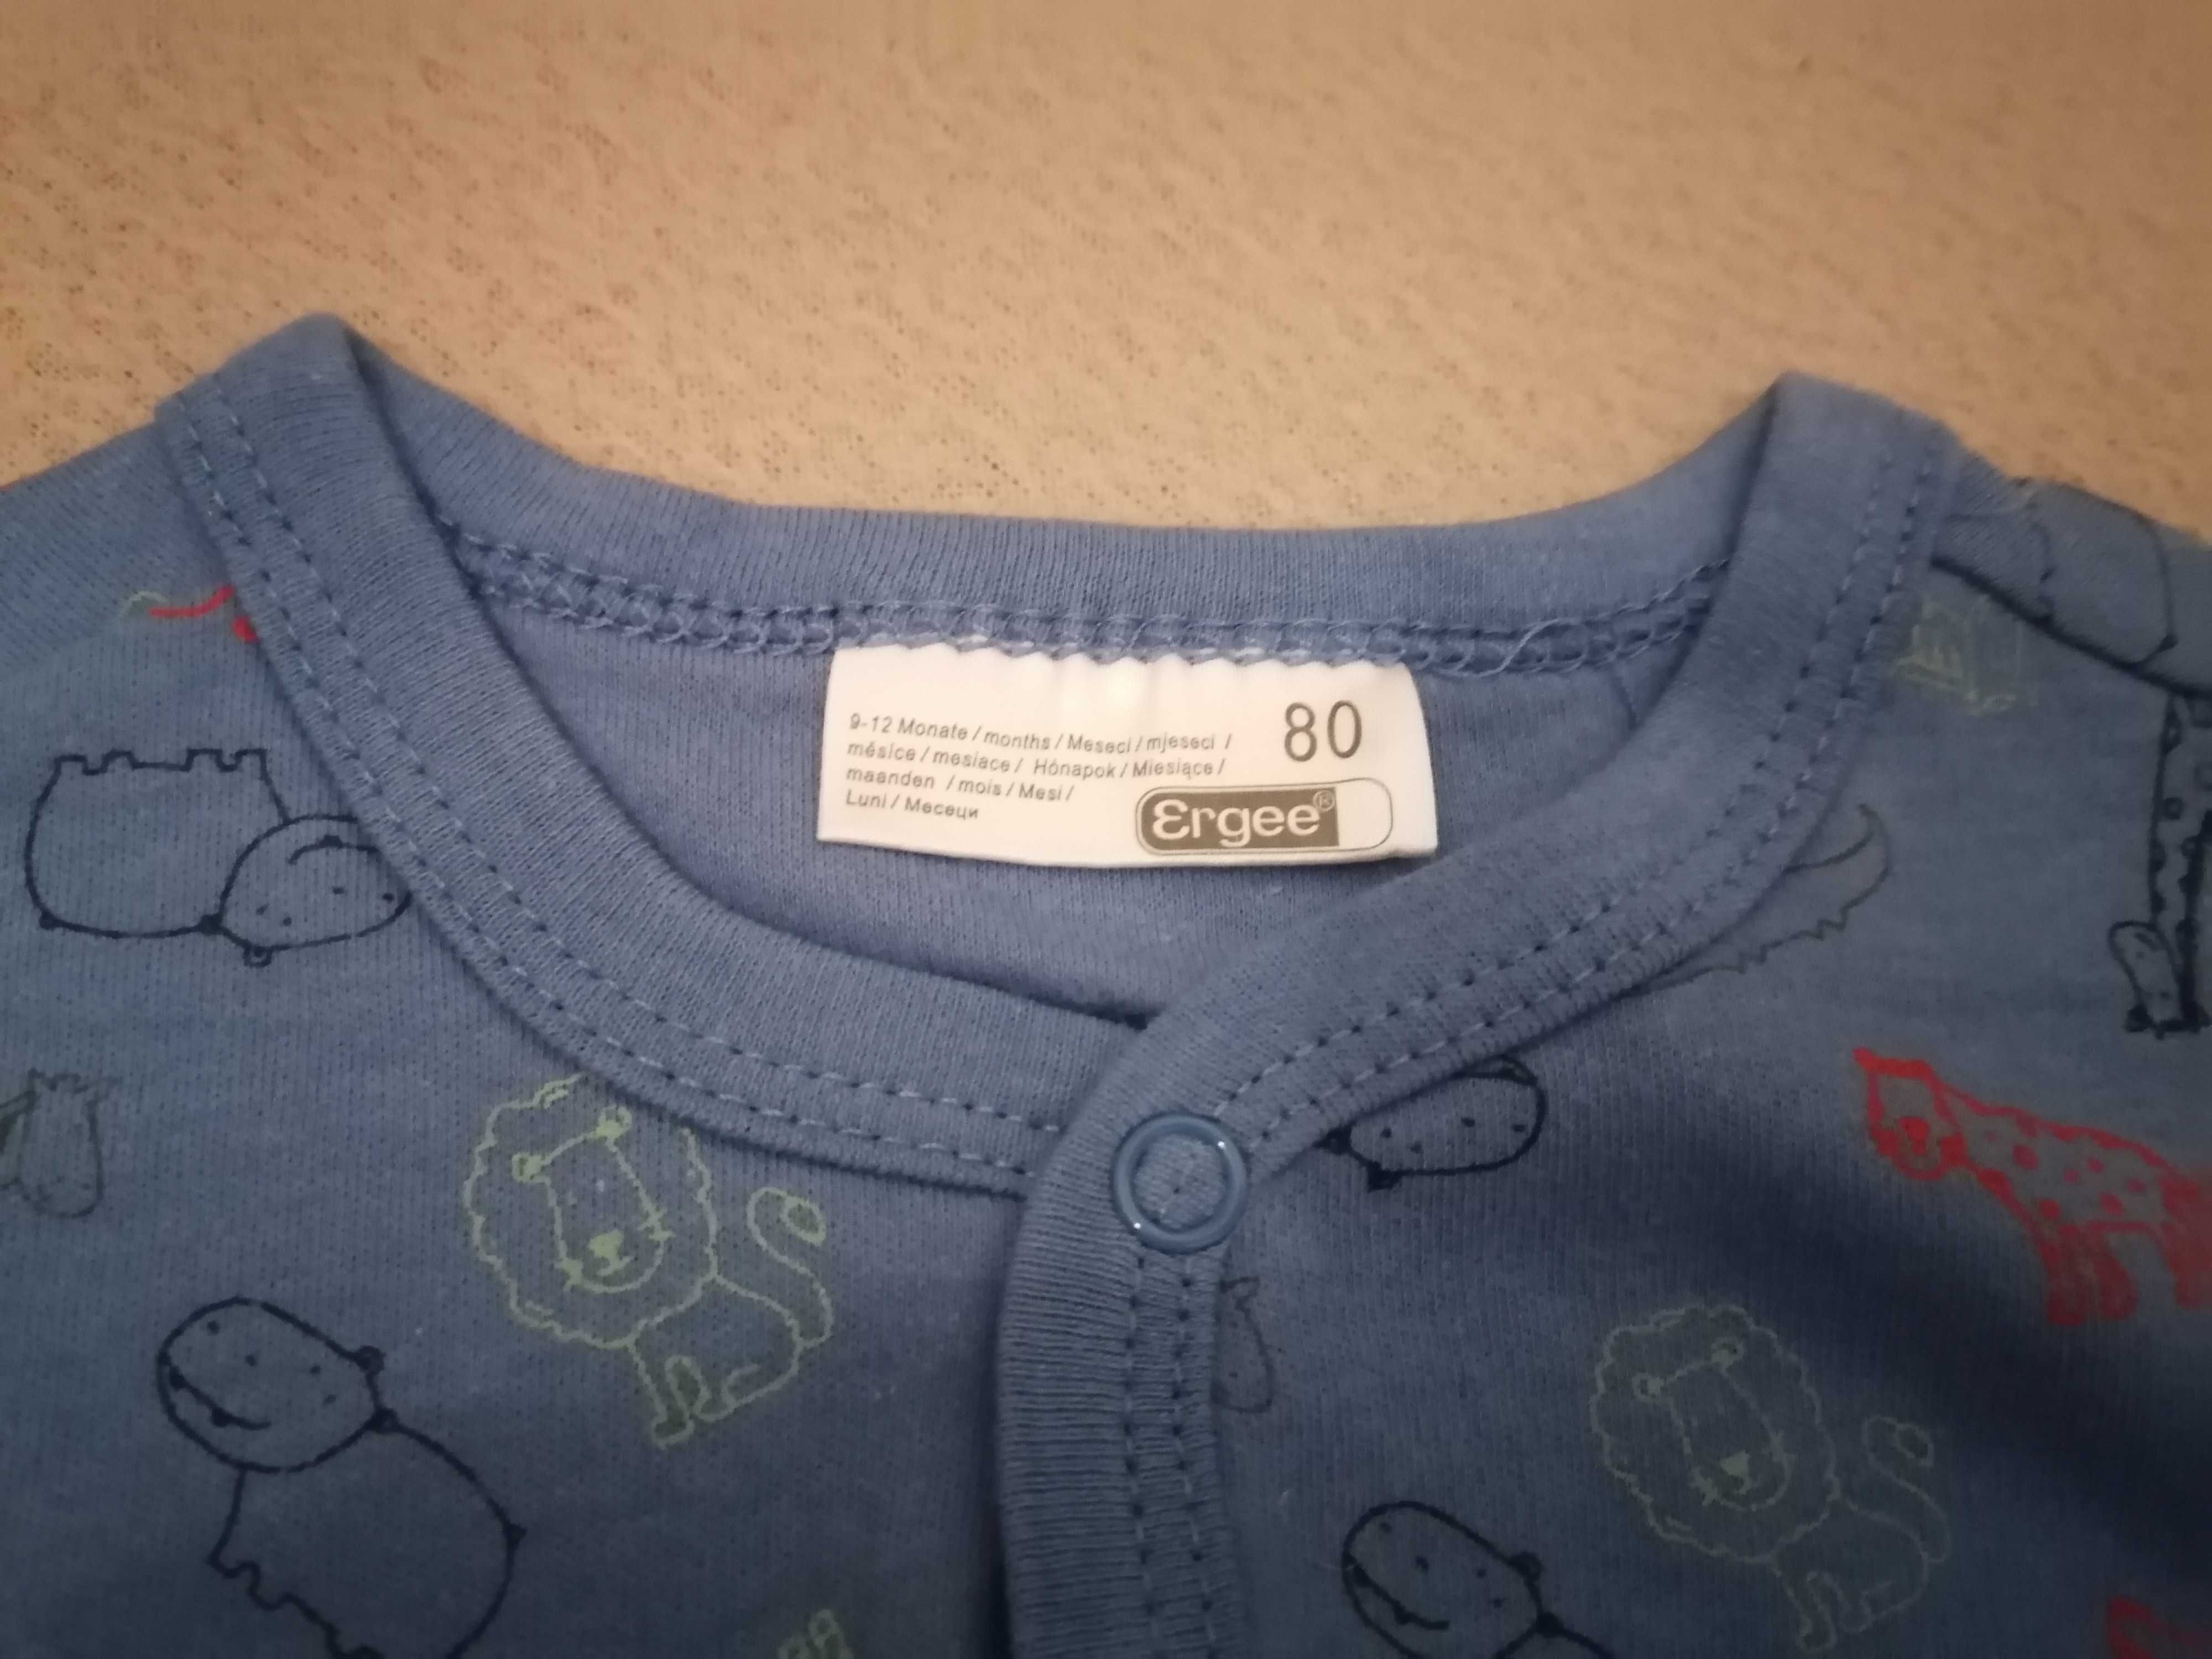 9-12 Monate / months / Meseci / mjeseci /
měsíce / mesiace / Hónapok / Miesiące /
maanden / mois / Mesi /
Luni / Месеци
80
Ergee®